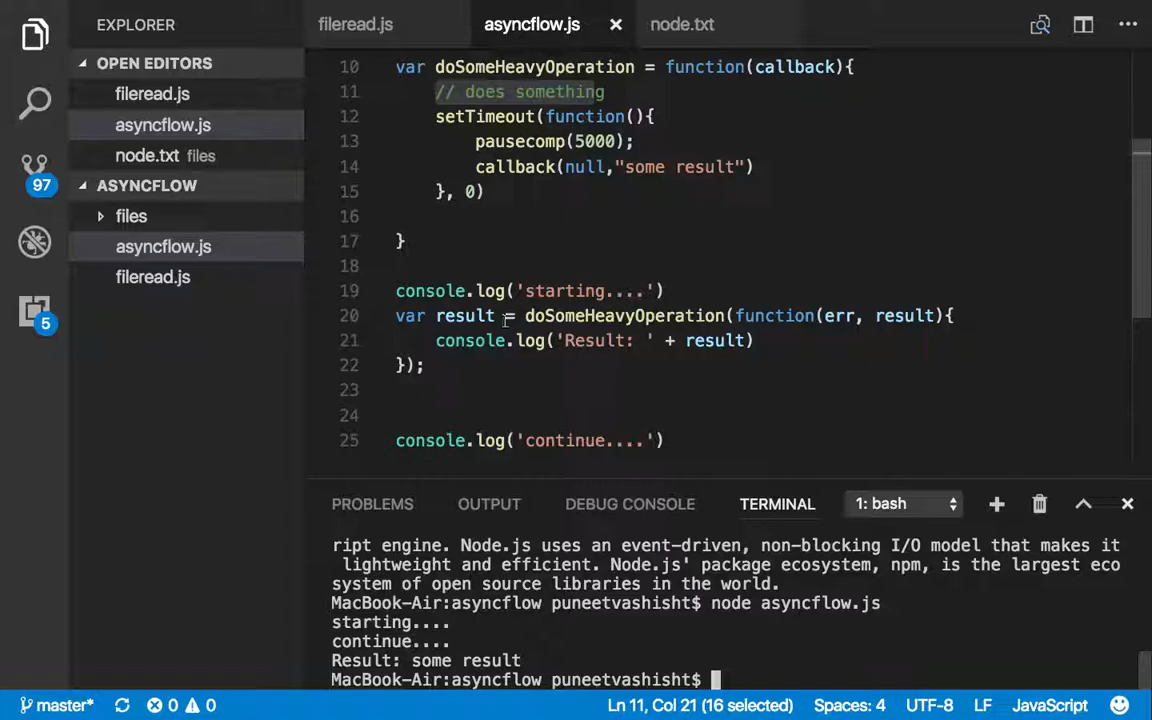 EXPLORER
fileread.js
asyncflow.js
node.txt
OPEN EDITORS
fileread.js
asyncflow.js
node.txt files
97
ASYNCFLOW
files
asyncflow.js
fileread.js
5
10 var doSomeHeavyOperation = function(callback){
11 // does something
12 setTimeout(function(){
13 pausecomp(5000);
14 callback(null,"some result")
15 }, 0)
16
17 }
18
19 console.log('starting....')
20 var result = doSomeHeavyOperation(function(err, result){
21 console.log('Result: ' + result)
22 });
23
24
25 console.log('continue....')
PROBLEMS OUTPUT DEBUG CONSOLE TERMINAL 1: bash
ript engine. Node.js uses an event-driven, non-blocking I/O model that makes it
lightweight and efficient. Node.js' package ecosystem, npm, is the largest eco
system of open source libraries in the world.
MacBook-Air:asyncflow puneetvashisht$ node asyncflow.js
starting....
continue....
Result: some result
MacBook-Air:asyncflow puneetvashisht$
master* 0 0 Ln 11, Col 21 (16 selected) Spaces: 4 UTF-8 LF JavaScript